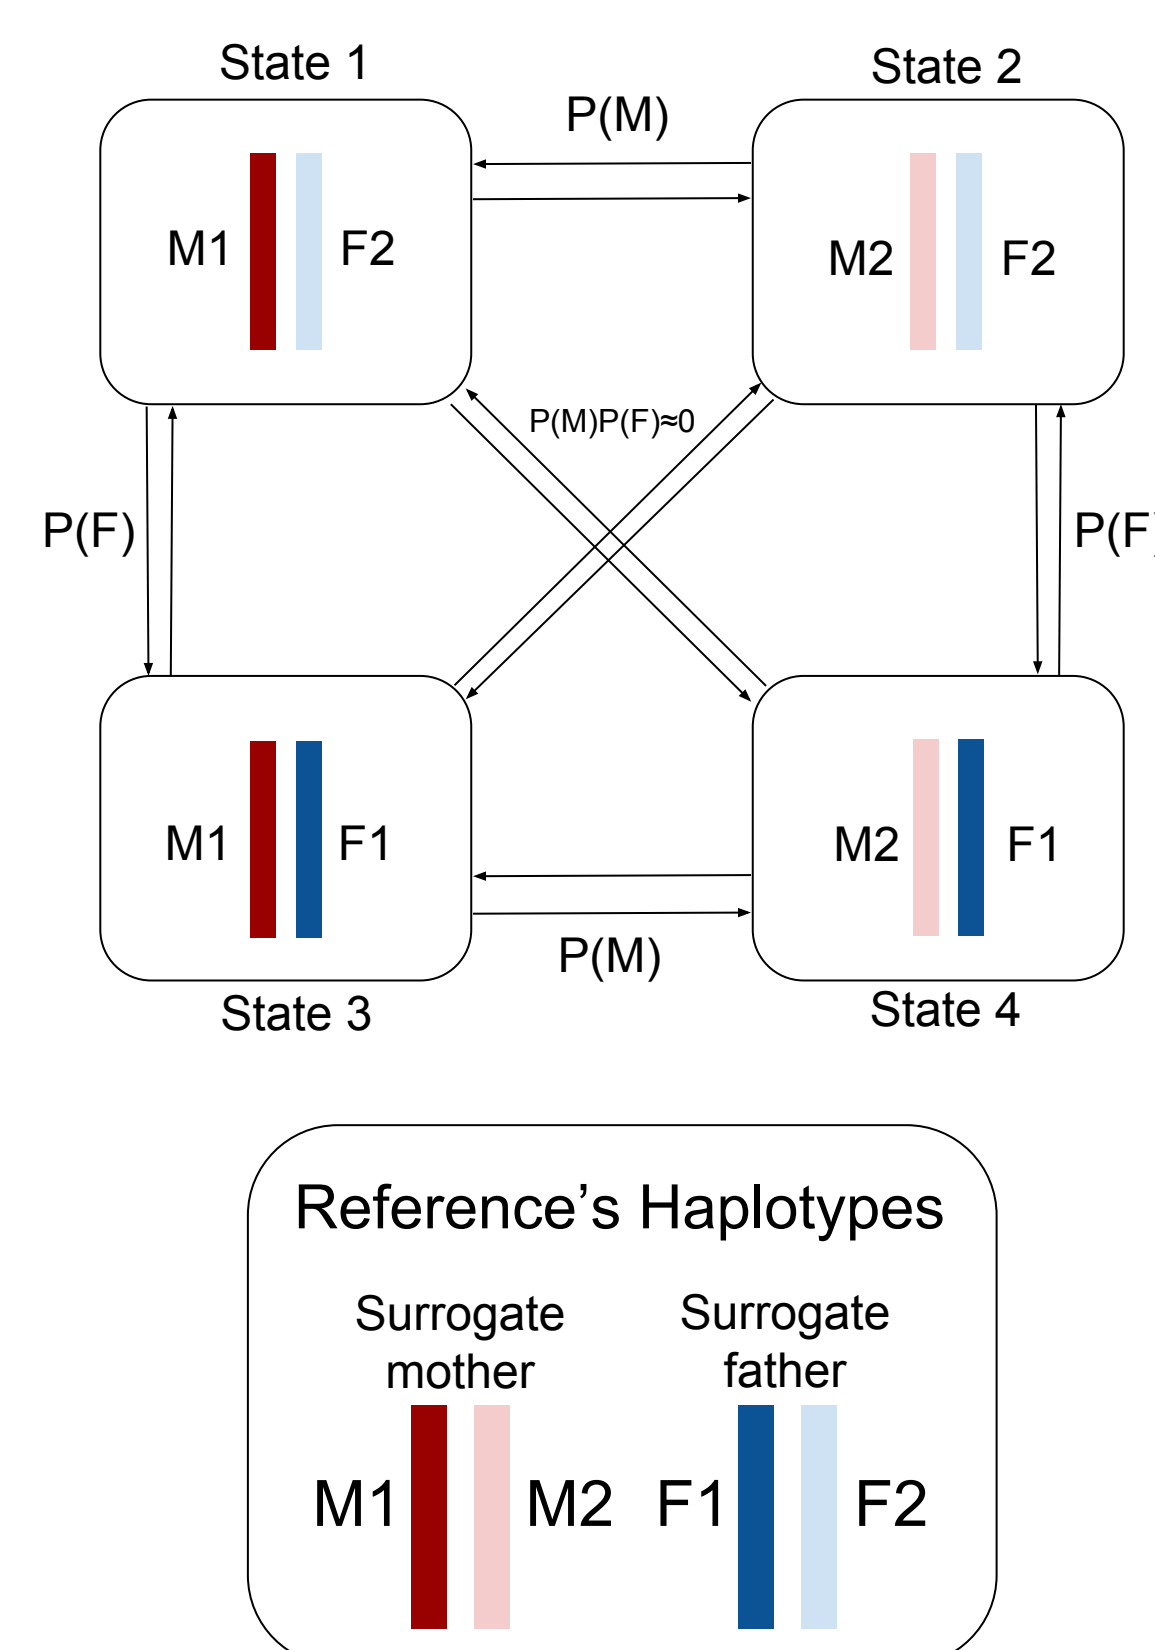 State 1
State 2
P(M)
M1
F2
M2
F2
P(M)P(F)≈0
P(F)
P(F)
M1
F1
M2
F1
P(M)
State 3
State 4
Reference’s Haplotypes
Surrogate
mother
Surrogate
father
M1
M2
F1
F2